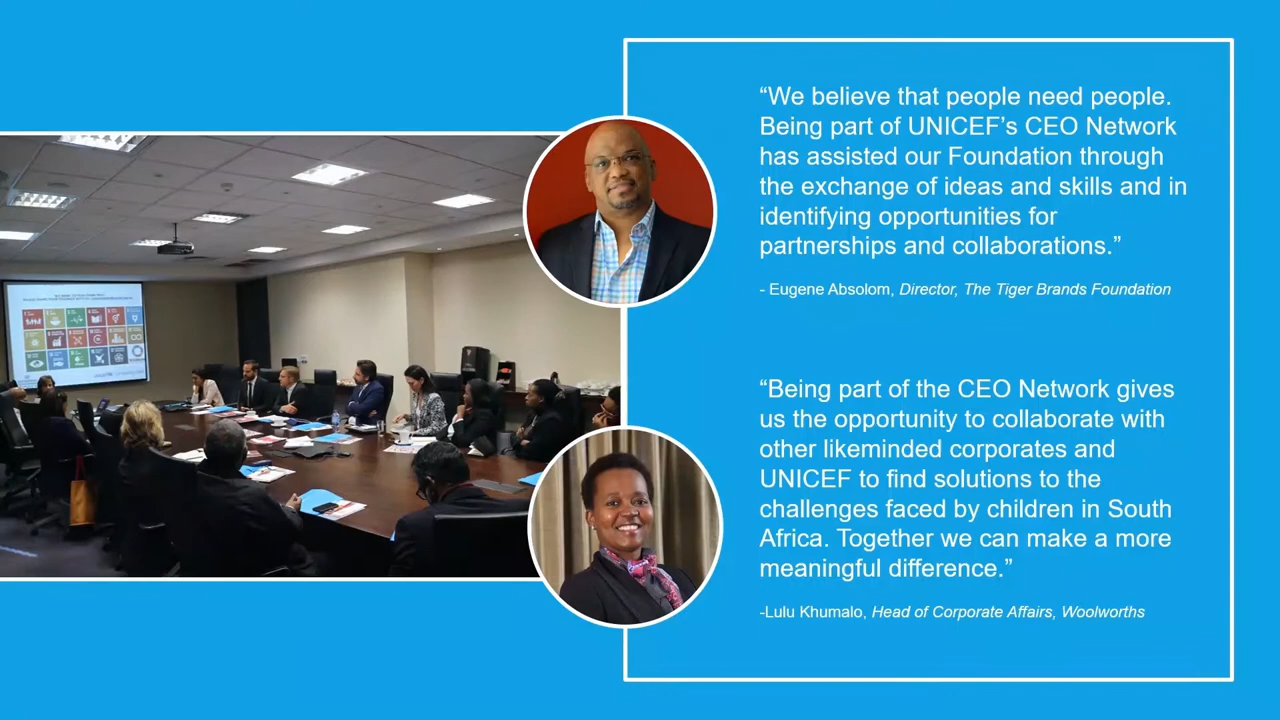 “We believe that people need people.
Being part of UNICEF’s CEO Network
has assisted our Foundation through
the exchange of ideas and skills and in
identifying opportunities for
partnerships and collaborations.”
- Eugene Absolom, Director, The Tiger Brands Foundation
“Being part of the CEO Network gives
us the opportunity to collaborate with
other likeminded corporates and
UNICEF to find solutions to the
challenges faced by children in South
Africa. Together we can make a more
meaningful difference.”
-Lulu Khumalo, Head of Corporate Affairs, Woolworths